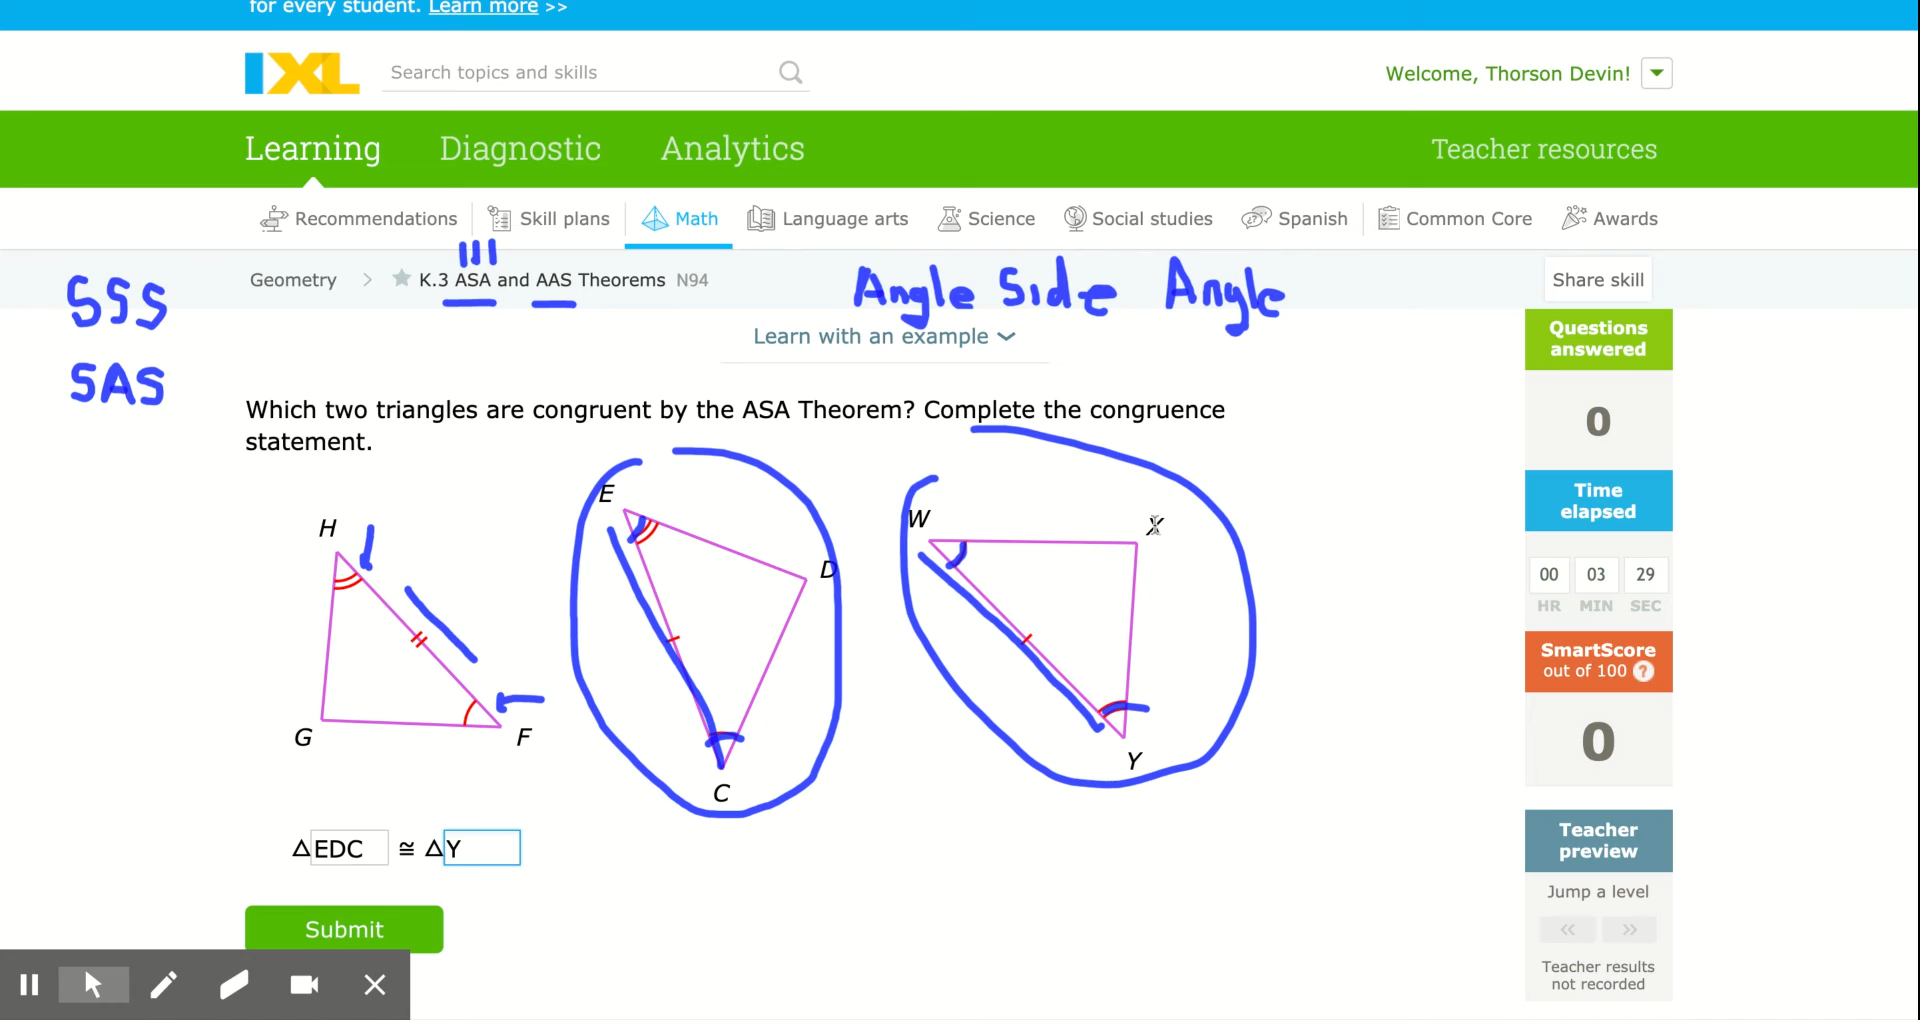 for every student. Learn more >>
IXL
Search topics and skills
Welcome, Thorson Devin!
Learning Diagnostic Analytics Teacher resources
Recommendations Skill plans Math Language arts Science Social studies Spanish Common Core Awards
Geometry > K.3 ASA and AAS Theorems N94
Angle Side Angle
Share skill
SSS
SAS
Learn with an example
Questions answered
0
Which two triangles are congruent by the ASA Theorem? Complete the congruence
statement.
Time elapsed
00 03 29
HR MIN SEC
H
G
F
E
D
C
W
X
Y
SmartScore
out of 100 ?
0
△EDC ≅ △Y
Submit
Teacher preview
Jump a level
<< >>
Teacher results
not recorded